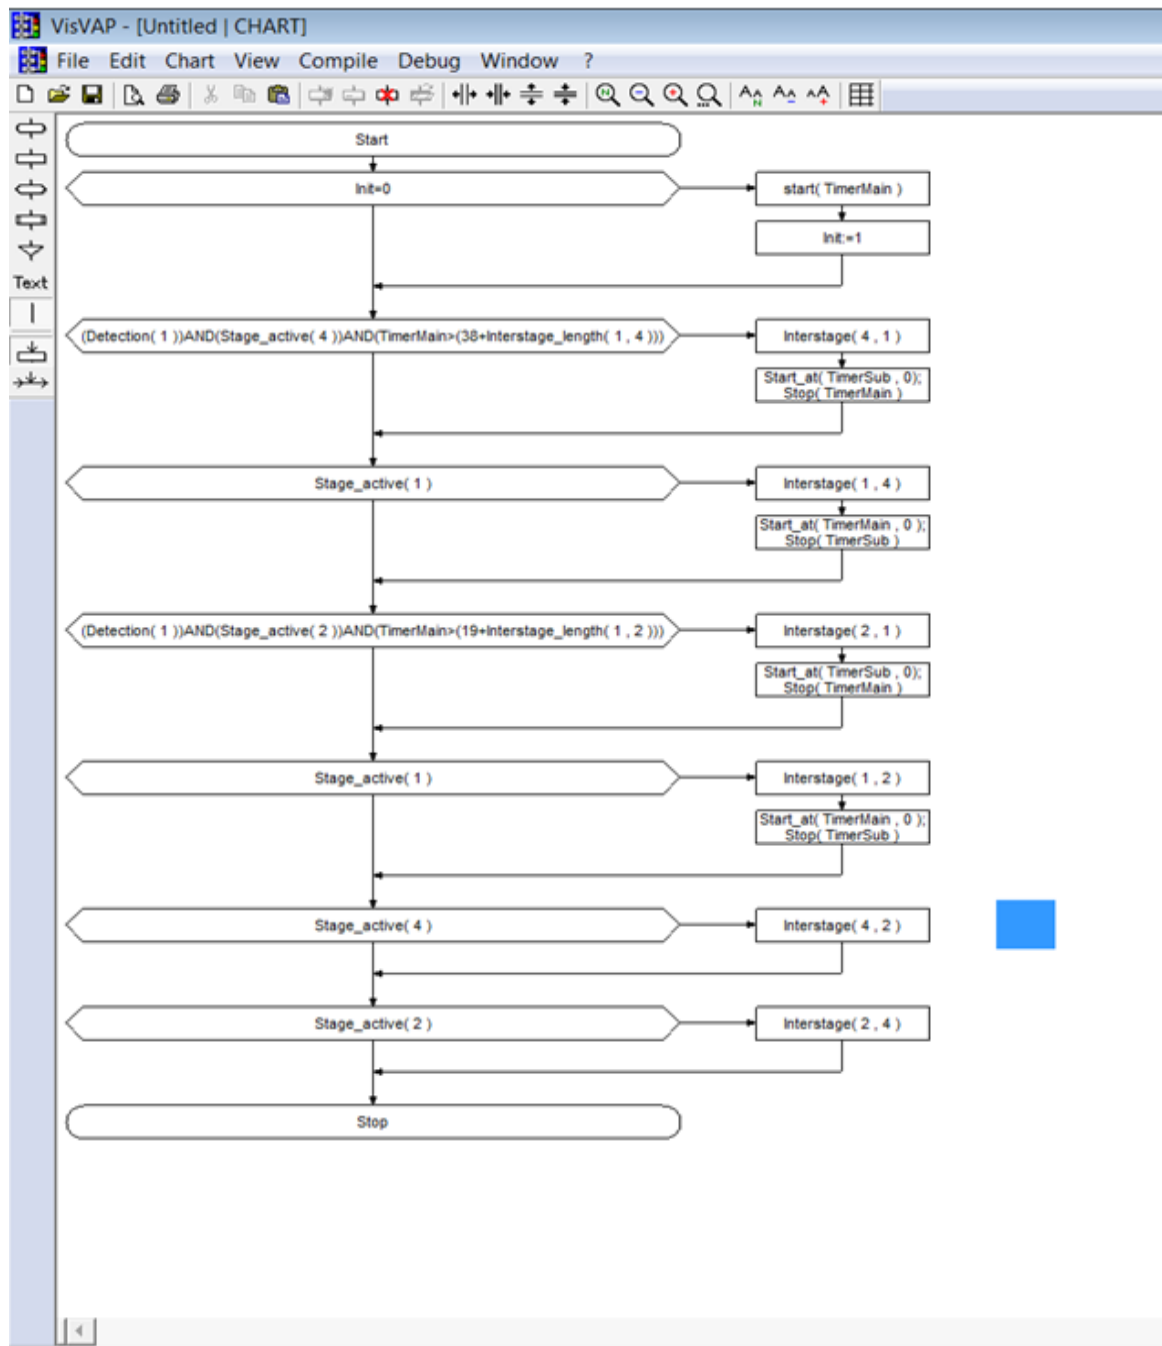 VisVAP - [Untitled | CHART]
File Edit Chart View Compile Debug Window ?
Text
Start
Init=0
start( TimerMain )
Init:=1
(Detection( 1 ))AND(Stage_active( 4 ))AND(TimerMain>(38+Interstage_length( 1 , 4 )))
Interstage( 4 , 1 )
Start_at( TimerSub , 0);
Stop( TimerMain )
Stage_active( 1 )
Interstage( 1 , 4 )
Start_at( TimerMain , 0 );
Stop( TimerSub )
(Detection( 1 ))AND(Stage_active( 2 ))AND(TimerMain>(19+Interstage_length( 1 , 2 )))
Interstage( 2 , 1 )
Start_at( TimerSub , 0);
Stop( TimerMain )
Stage_active( 1 )
Interstage( 1 , 2 )
Start_at( TimerMain , 0 );
Stop( TimerSub )
Stage_active( 4 )
Interstage( 4 , 2 )
Stage_active( 2 )
Interstage( 2 , 4 )
Stop